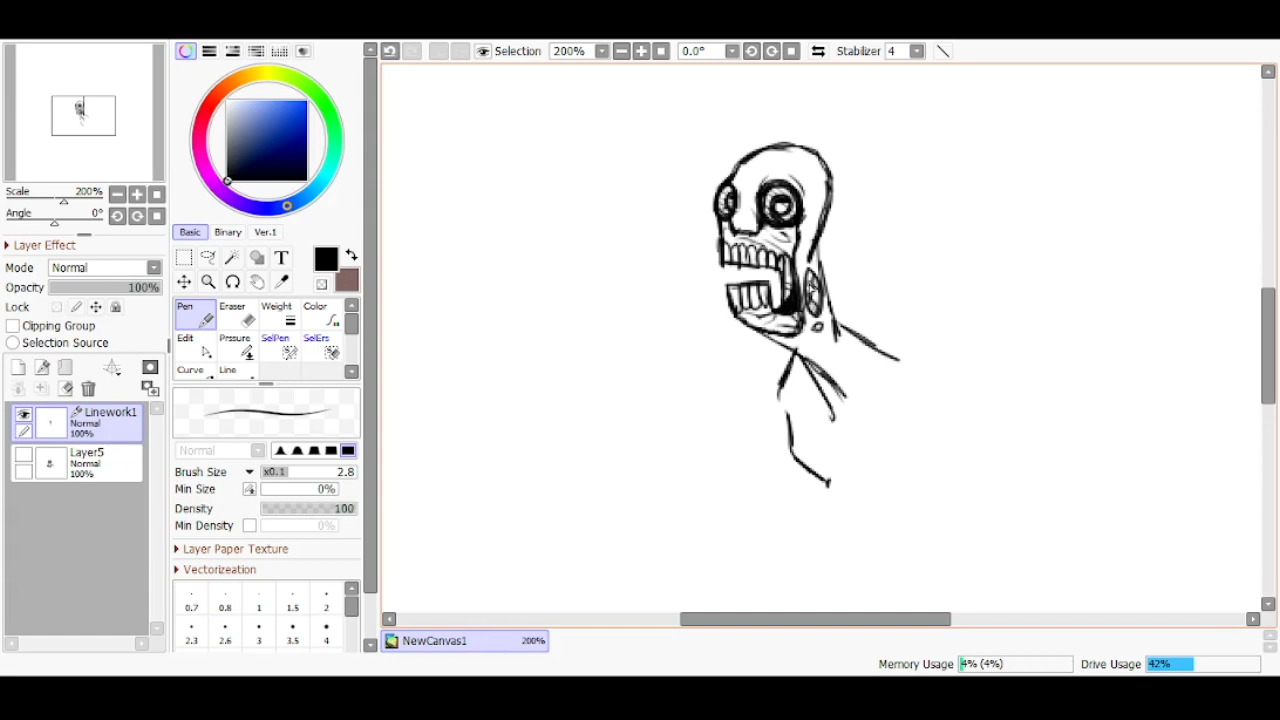 Selection 200% 0.0° Stabilizer 4
Scale 200%
Angle 0°
Layer Effect
Mode Normal
Opacity 100%
Lock
Clipping Group
Selection Source
Linework1
Normal
100%
Layer5
Normal
100%
Basic Binary Ver.1
T
Pen Eraser Weight Color
Edit Prssure SelPen SelErs
Curve Line
Normal
Brush Size x0.1 2.8
Min Size 0%
Density 100
Min Density 0%
Layer Paper Texture
Vectorizeation
0.7 0.8 1 1.5 2
2.3 2.6 3 3.5 4
NewCanvas1 200%
Memory Usage 4% (4%) Drive Usage 42%